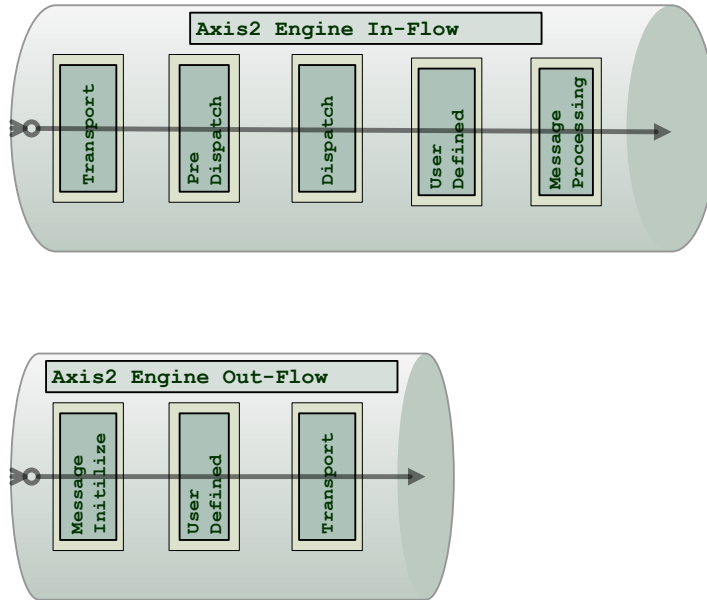 Axis2 Engine In-Flow
Transport
Pre
Dispatch
Dispatch
User
Defined
Message
Processing
Axis2 Engine Out-Flow
Message
Initilize
User
Defined
Transport